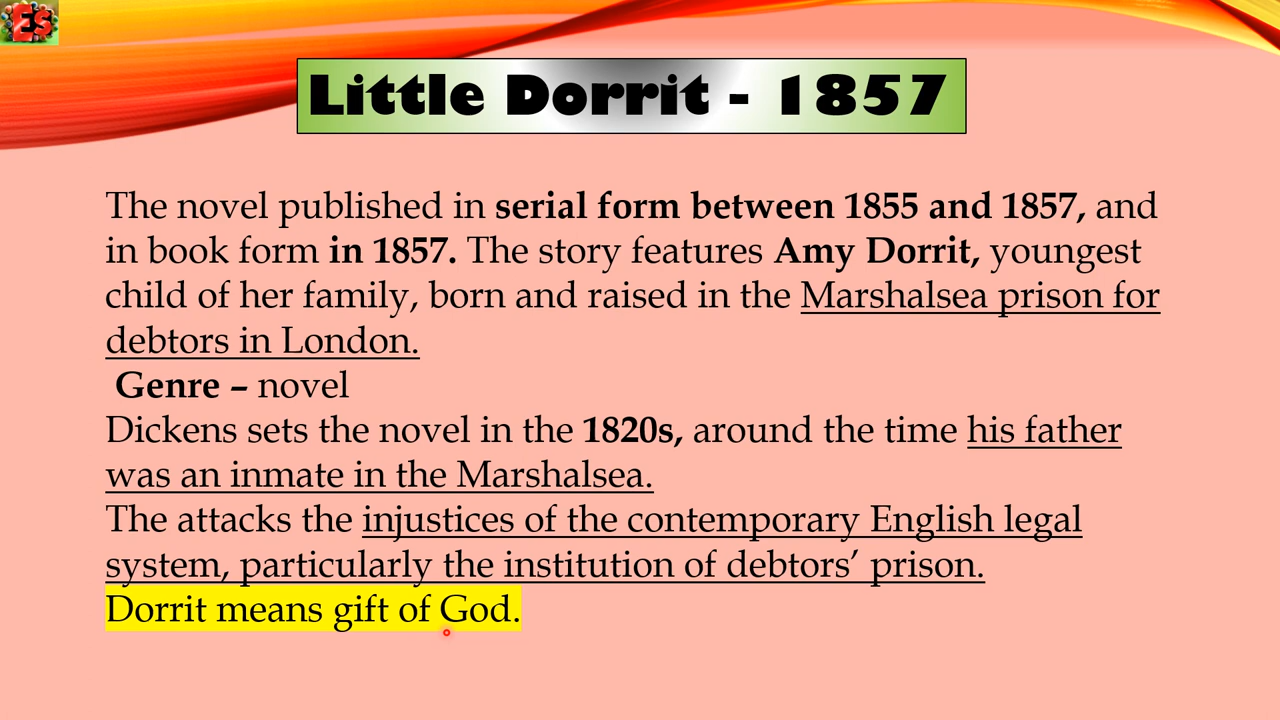 ES
Little Dorrit - 1857
The novel published in serial form between 1855 and 1857, and
in book form in 1857. The story features Amy Dorrit, youngest
child of her family, born and raised in the Marshalsea prison for
debtors in London.
Genre – novel
Dickens sets the novel in the 1820s, around the time his father
was an inmate in the Marshalsea.
The attacks the injustices of the contemporary English legal
system, particularly the institution of debtors’ prison.
Dorrit means gift of God.